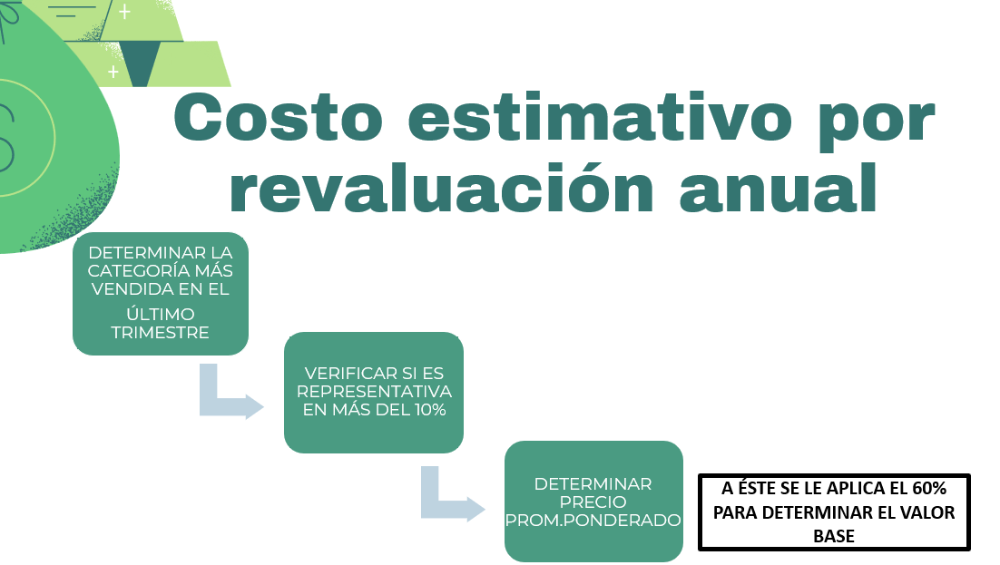 Costo estimativo por
revaluación anual
DETERMINAR LA
CATEGORÍA MÁS
VENDIDA EN EL
ÚLTIMO
TRIMESTRE
VERIFICAR SI ES
REPRESENTATIVA
EN MÁS DEL 10%
DETERMINAR
PRECIO
PROM.PONDERADO
A ÉSTE SE LE APLICA EL 60%
PARA DETERMINAR EL VALOR
BASE